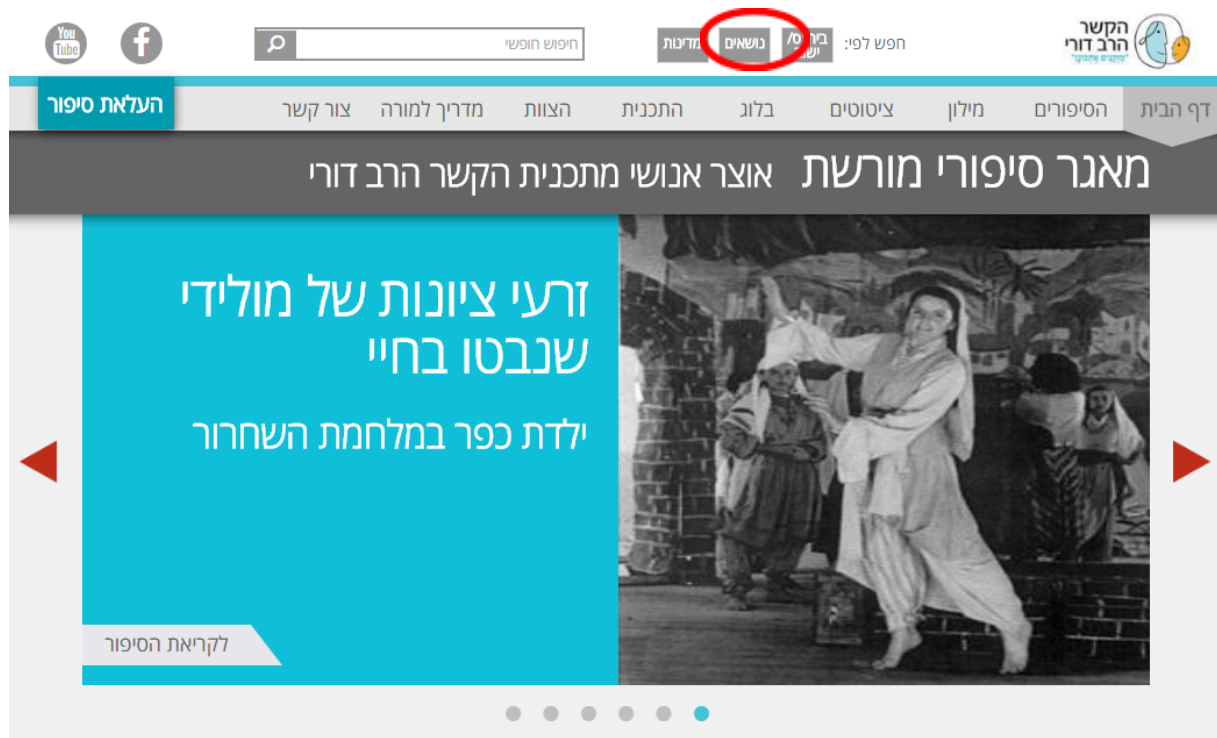 הקשר
הרב דורי
חפש לפי:
נושאים
מדינות
חיפוש חופשי
You
Tube
f
דף הבית
הסיפורים
מילון
ציטוטים
בלוג
התכנית
הצוות
מדריך למורה
צור קשר
העלאת סיפור
מאגר סיפורי מורשת אוצר אנושי מתכנית הקשר הרב דורי
זרעי ציונות של מולידי
שנבטו בחיי
ילדת כפר במלחמת השחרור
לקריאת הסיפור